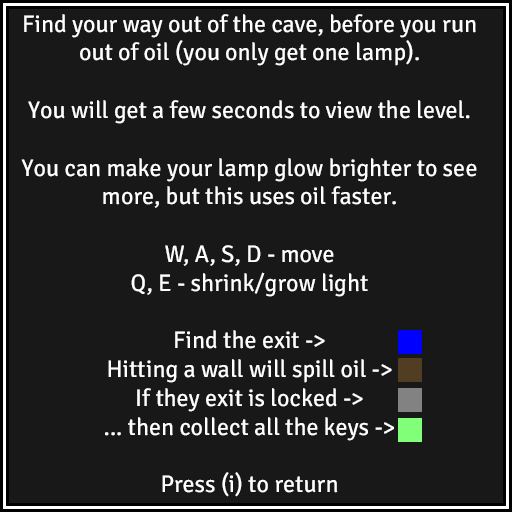 Find your way out of the cave, before you run
out of oil (you only get one lamp).
You will get a few seconds to view the level.
You can make your lamp glow brighter to see
more, but this uses oil faster.
W, A, S, D - move
Q, E - shrink/grow light
Find the exit ->
Hitting a wall will spill oil ->
If they exit is locked ->
... then collect all the keys ->
Press (i) to return